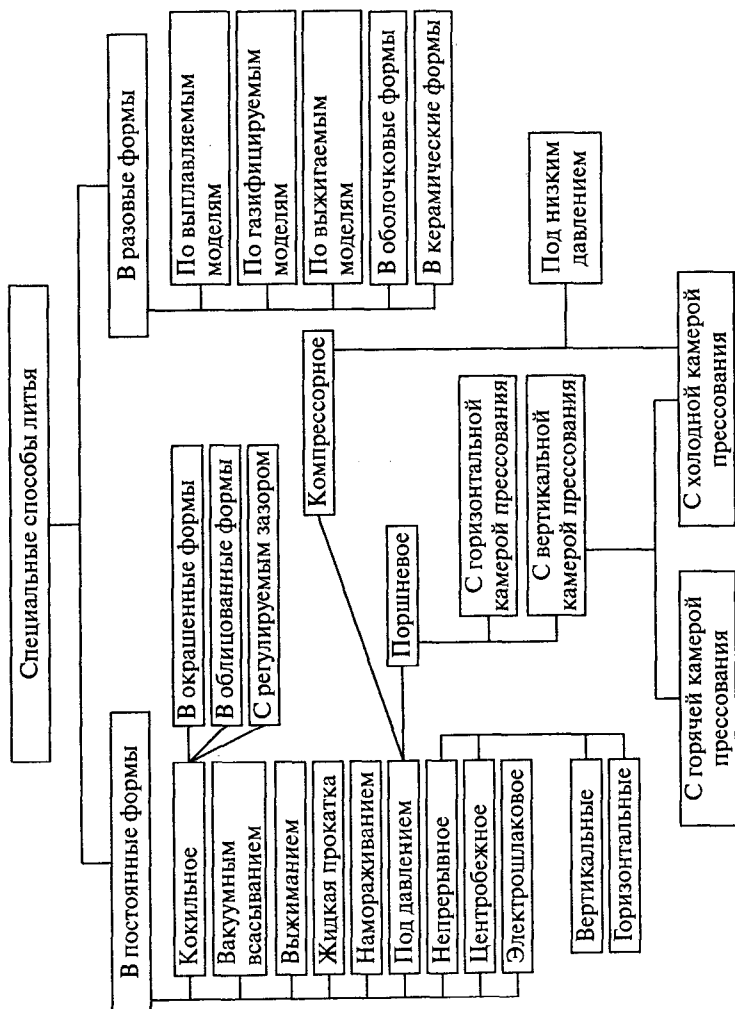 Специальные способы литья
В постоянные формы
В разовые формы
Кокильное
Вакуумным
всасыванием
Выжиманием
Жидкая прокатка
Намораживанием
Под давлением
Непрерывное
Центробежное
Электрошлаковое
Вертикальные
Горизонтальные
В окрашенные формы
В облицованные формы
С регулируемым зазором
Компрессорное
Поршневое
С горизонтальной
камерой прессования
С вертикальной
камерой прессования
С горячей камерой
прессования
С холодной камерой
прессования
Под низким
давлением
По выплавляемым
моделям
По газифицируемым
моделям
По выжигаемым
моделям
В оболочковые формы
В керамические формы